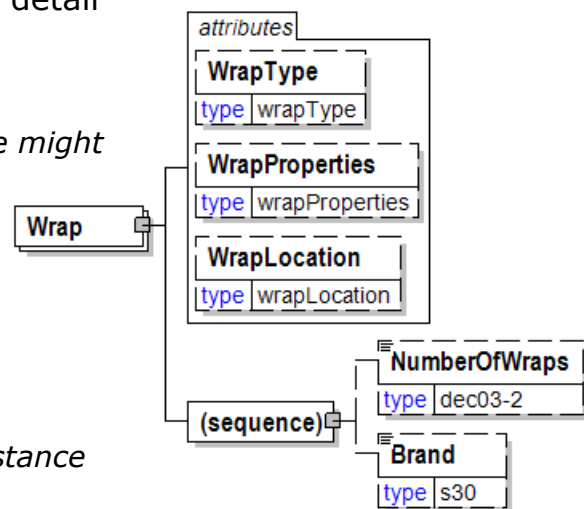 detail
attributes
WrapType
type wrapType
e might
WrapProperties
type wrapProperties
Wrap
WrapLocation
type wrapLocation
NumberOfWraps
type dec03-2
(sequence)
stance
Brand
type s30